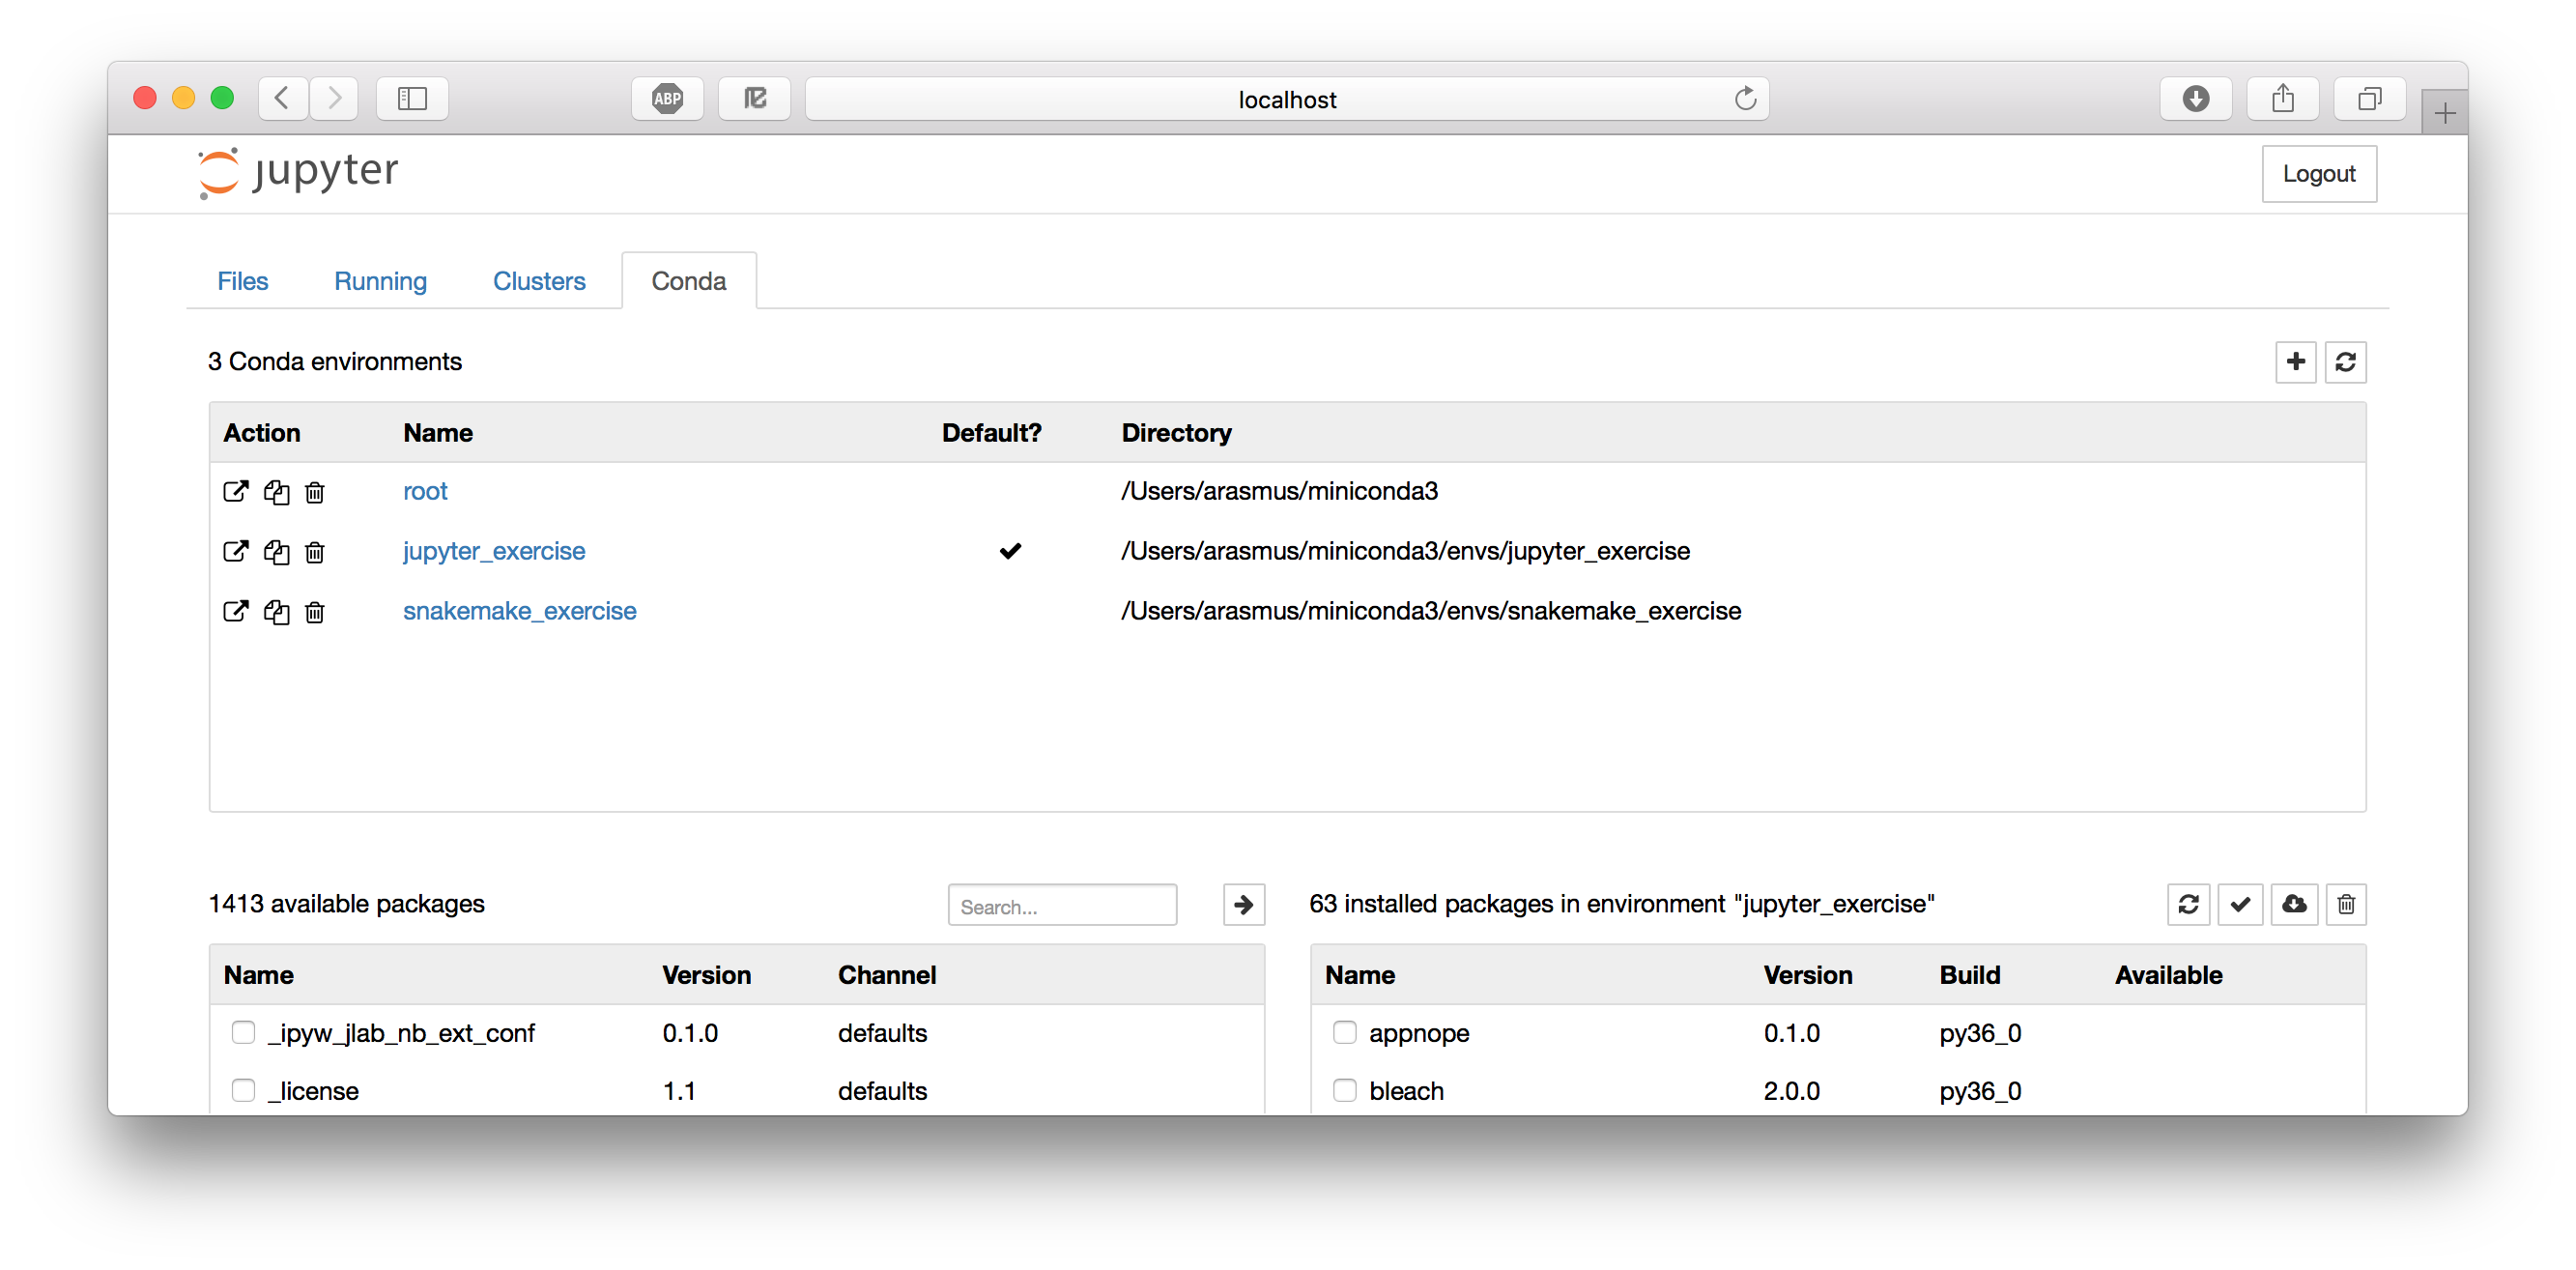 ABP
localhost
jupyter
Logout
Files Running Clusters Conda
3 Conda environments
Action Name Default? Directory
root /Users/arasmus/miniconda3
jupyter_exercise /Users/arasmus/miniconda3/envs/jupyter_exercise
snakemake_exercise /Users/arasmus/miniconda3/envs/snakemake_exercise
1413 available packages Search... 63 installed packages in environment "jupyter_exercise"
Name Version Channel Name Version Build Available
_ipyw_jlab_nb_ext_conf 0.1.0 defaults appnope 0.1.0 py36_0
_license 1.1 defaults bleach 2.0.0 py36_0